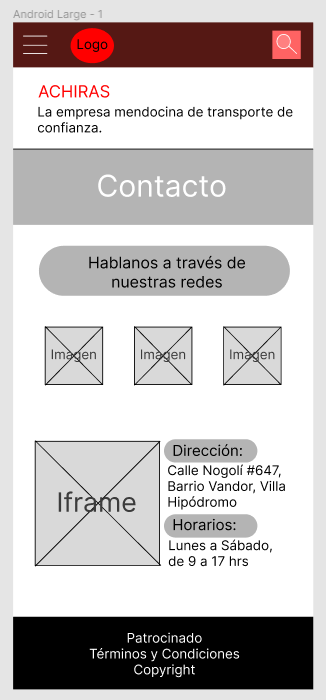 Android Large - 1
Logo
ACHIRAS
La empresa mendocina de transporte de
confianza.
Contacto
Hablanos a través de
nuestras redes
Imagen
Imagen
Imagen
Iframe
Dirección:
Calle Nogolí #647,
Barrio Vandor, Villa
Hipódromo
Horarios:
Lunes a Sábado,
de 9 a 17 hrs
Patrocinado
Términos y Condiciones
Copyright